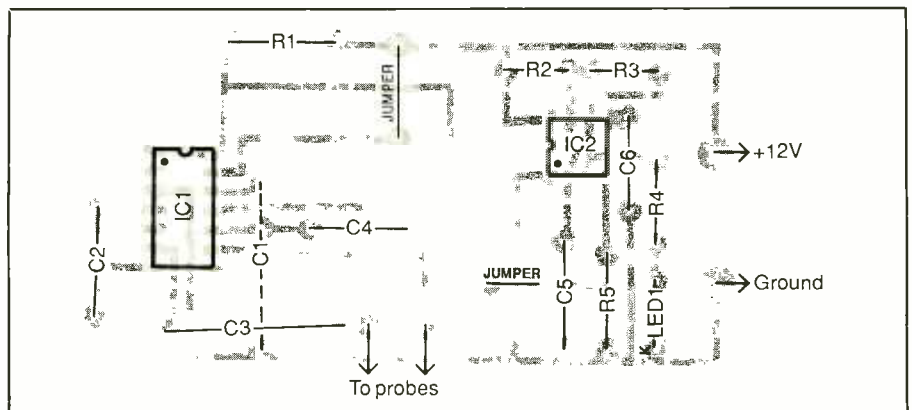 R1
JUMPER
R2
R3
IC2
C6
+12V
IC1
R4
C1
C4
C2
JUMPER
C5
R5
LED1
Ground
C3
K
To probes